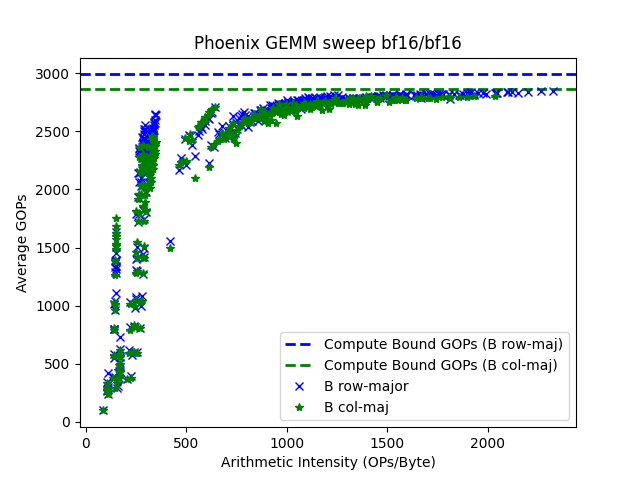 Phoenix GEMM sweep bf16/bf16
3000
2500
2000
1500
1000
500
0
Average GOPs
Compute Bound GOPs (B row-maj)
Compute Bound GOPs (B col-maj)
B row-major
B col-maj
0 500 1000 1500 2000
Arithmetic Intensity (OPs/Byte)